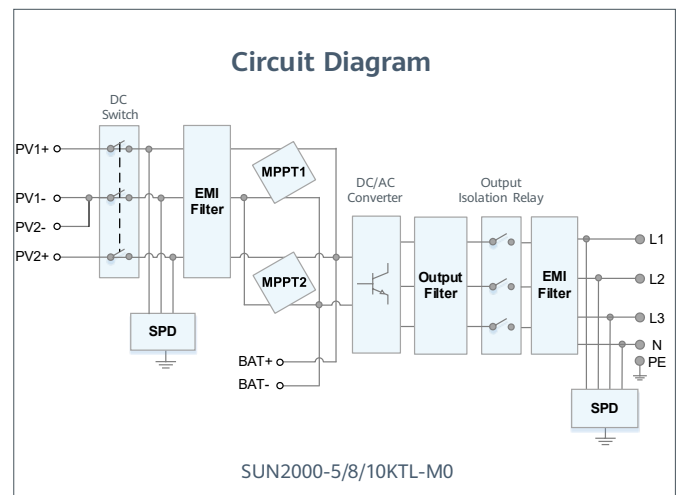 Circuit Diagram
DC
Switch
PV1+
PV1-
PV2-
PV2+
EMI
Filter
MPPT1
MPPT2
SPD
BAT+
BAT-
DC/AC
Converter
Output
Filter
Output
Isolation Relay
EMI
Filter
L1
L2
L3
N
PE
SPD
SUN2000-5/8/10KTL-M0